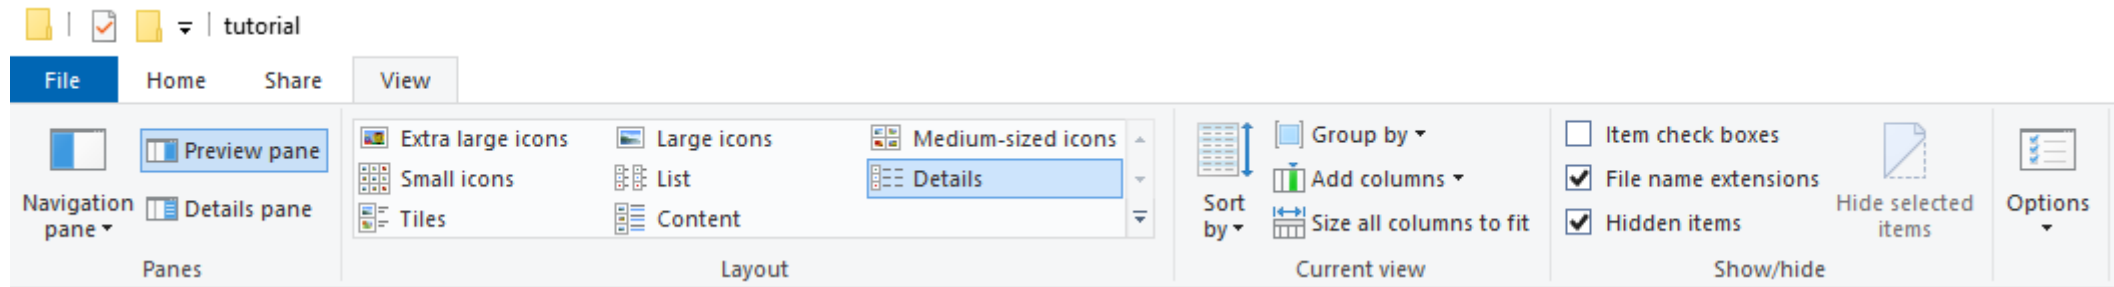 tutorial
File Home Share View
Navigation pane
Preview pane
Details pane
Panes
Extra large icons Large icons Medium-sized icons
Small icons List Details
Tiles Content
Layout
Sort by
Group by
Add columns
Size all columns to fit
Current view
Item check boxes
File name extensions
Hidden items
Hide selected items
Show/hide
Options